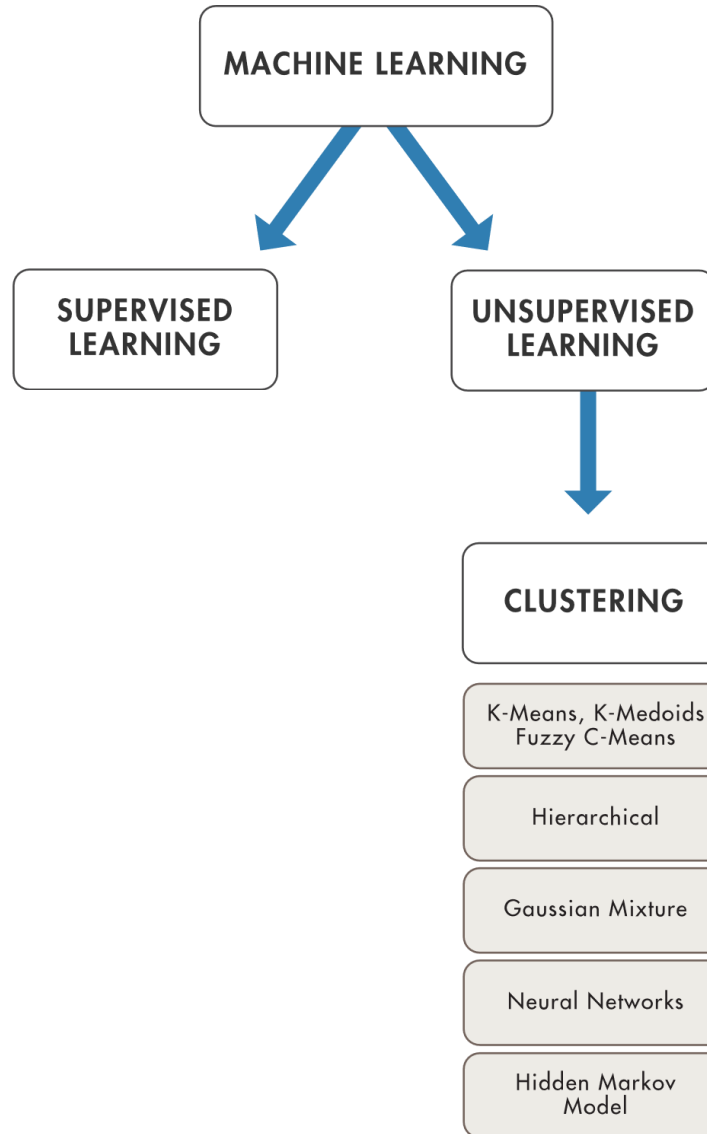 MACHINE LEARNING
SUPERVISED
LEARNING
UNSUPERVISED
LEARNING
CLUSTERING
K-Means, K-Medoids
Fuzzy C-Means
Hierarchical
Gaussian Mixture
Neural Networks
Hidden Markov
Model